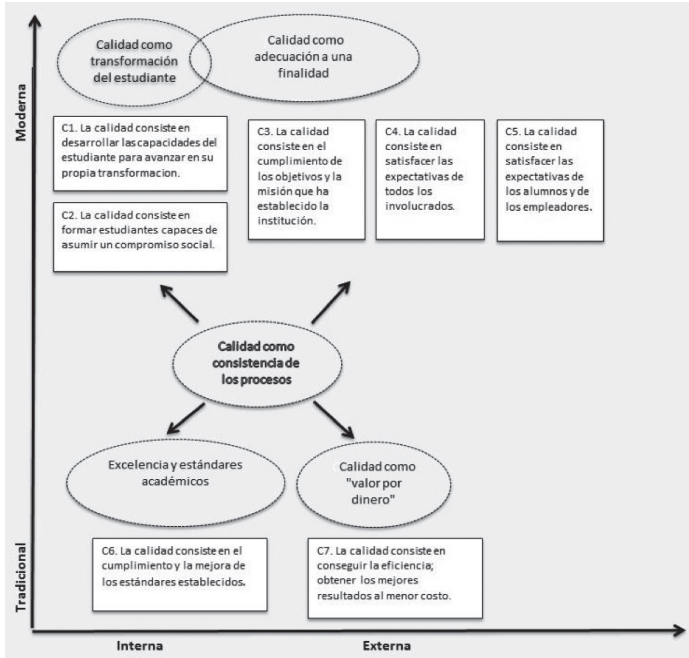 Moderna
Calidad como
transformación
del estudiante
Calidad como
adecuación a una
finalidad
C1. La calidad consiste en
desarrollar las capacidades del
estudiante para avanzar en su
propia transformacion.
C2. La calidad consiste en
formar estudiantes capaces de
asumir un compromiso social.
C3. La calidad
consiste en el
cumplimiento de
los objetivos y la
misión que ha
establecido la
institución.
C4. La calidad
consiste en
satisfacer las
expectativas de
todos los
involucrados.
C5. La calidad
consiste en
satisfacer las
expectativas de
los alumnos y de
los empleadores.
Calidad como
consistencia de
los procesos
Excelencia y estándares
académicos
Calidad como
"valor por
dinero"
Tradicional
C6. La calidad consiste en el
cumplimiento y la mejora de
los estándares establecidos.
C7. La calidad consiste en
conseguir la eficiencia;
obtener los mejores
resultados al menor costo.
Interna
Externa